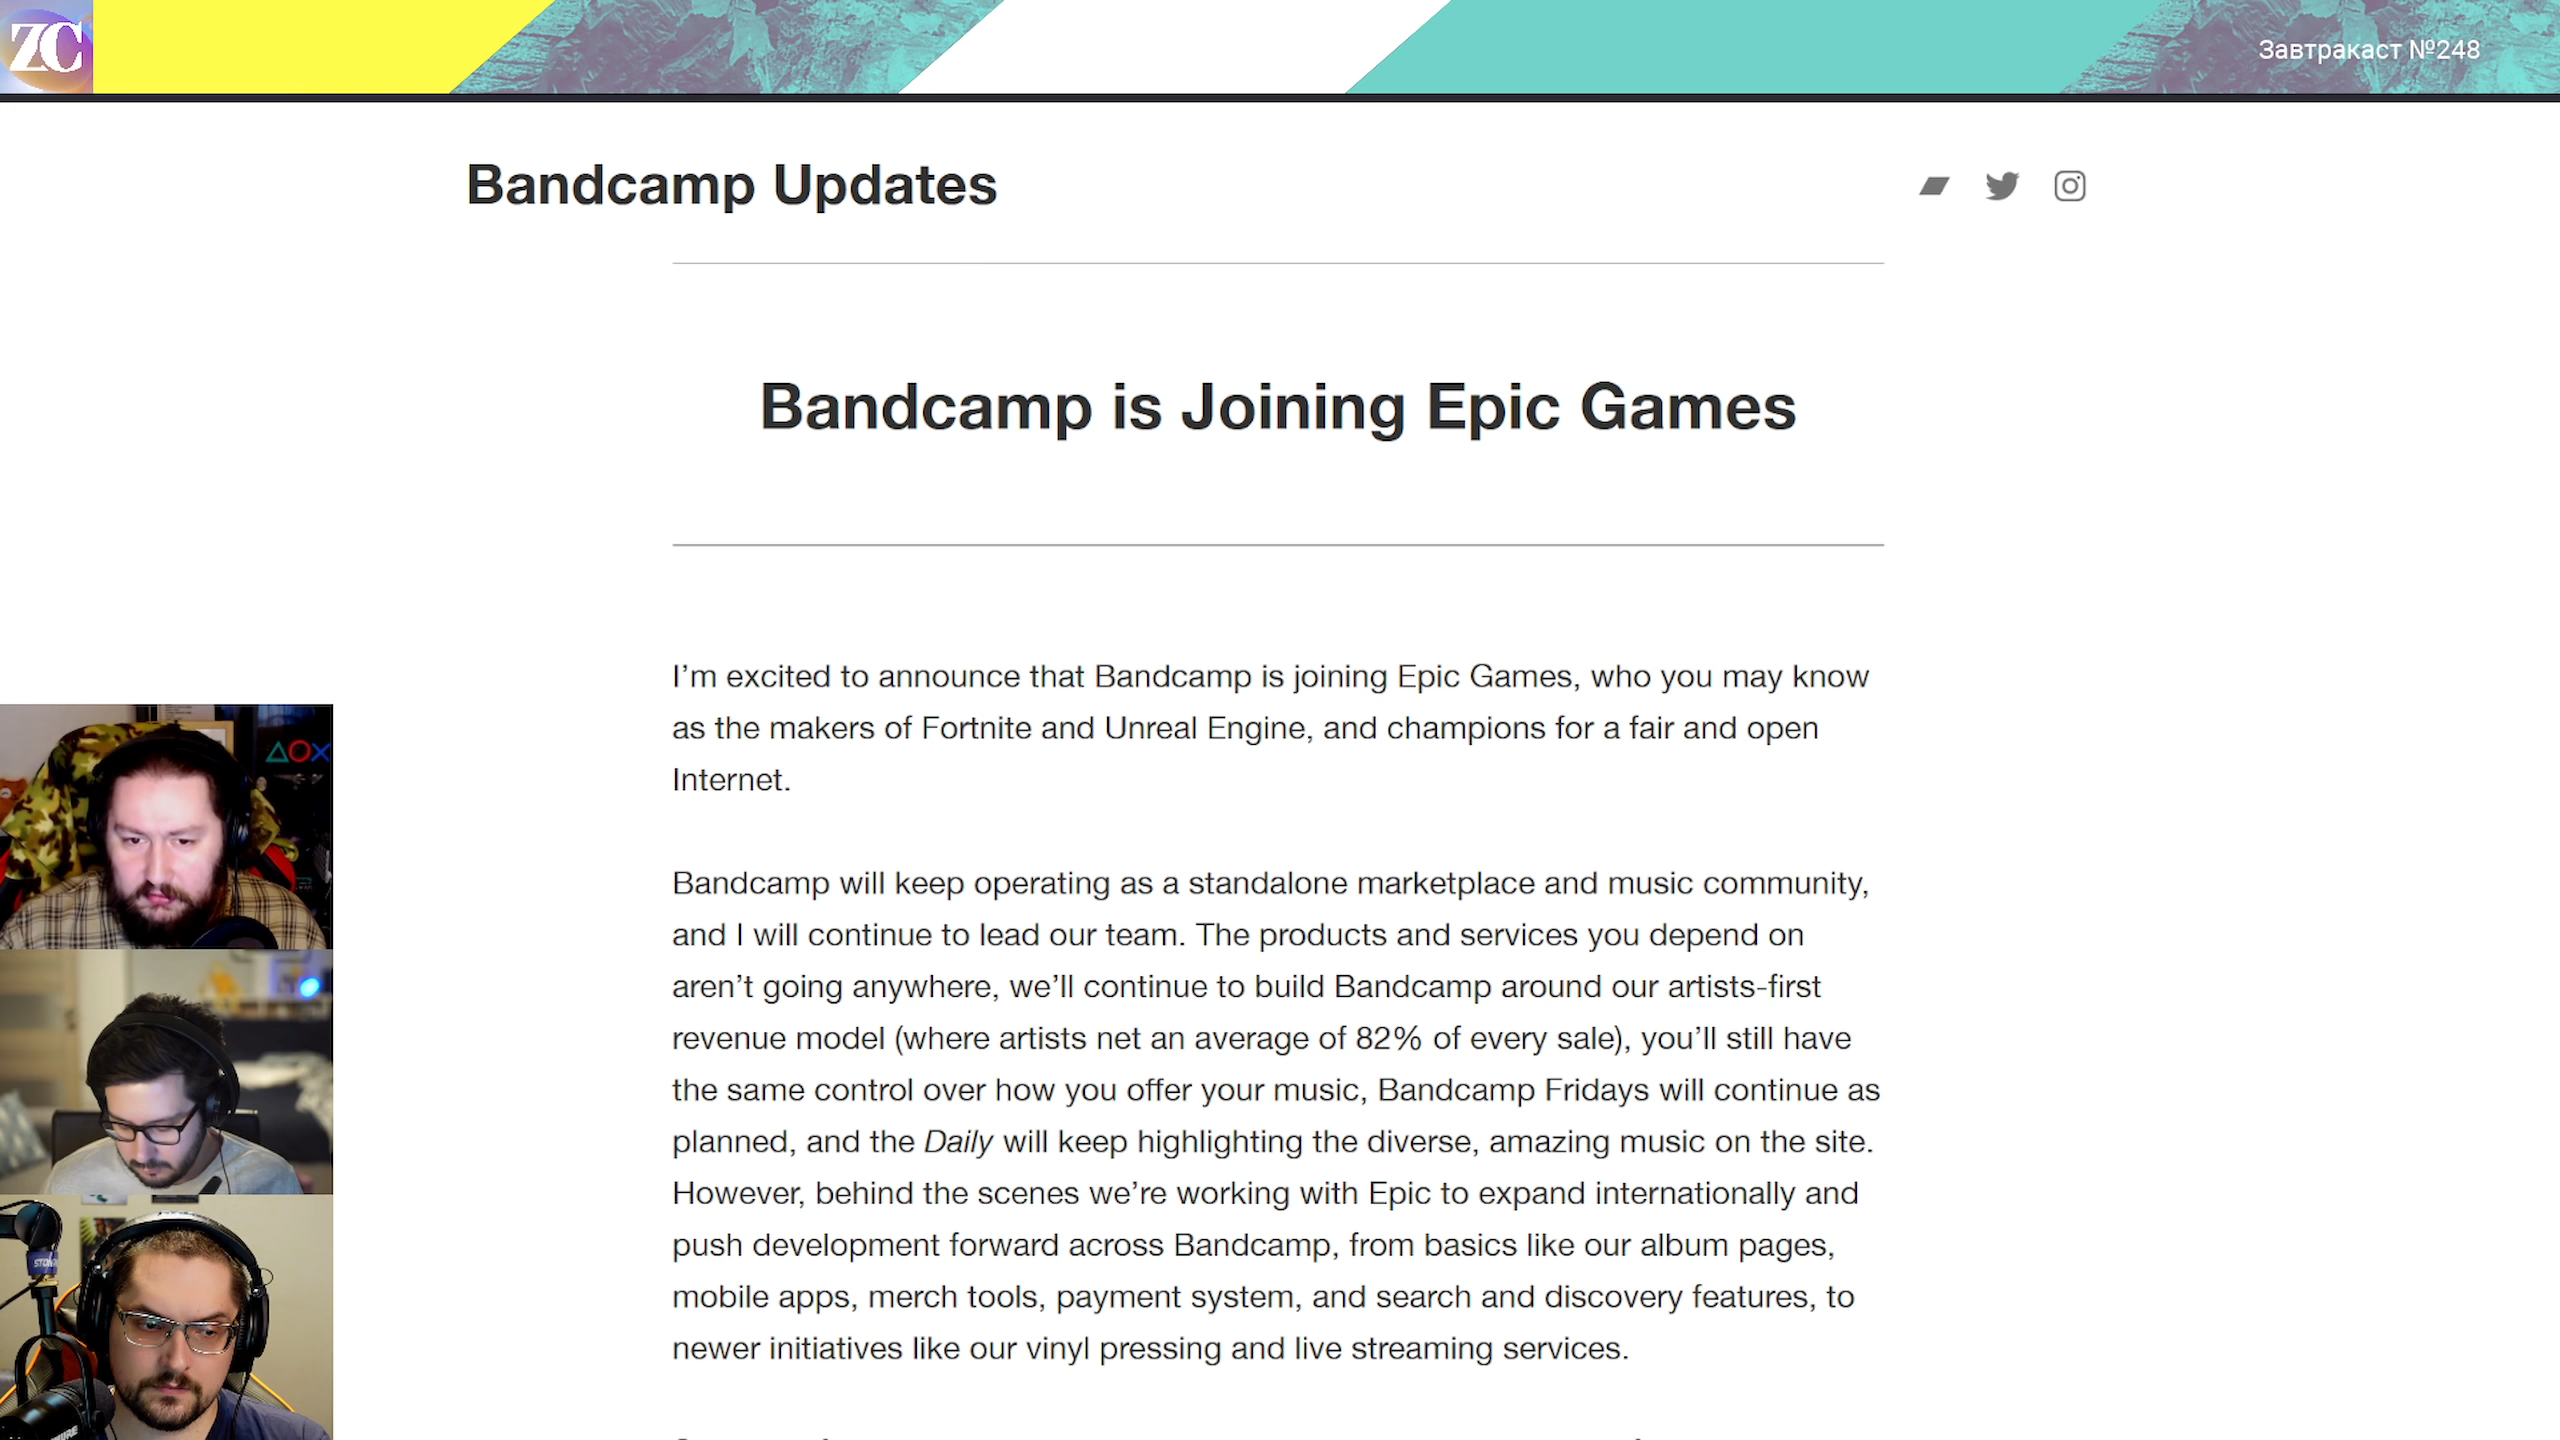 ZC
Завтракаст №248
Bandcamp Updates
Bandcamp is Joining Epic Games
I’m excited to announce that Bandcamp is joining Epic Games, who you may know
as the makers of Fortnite and Unreal Engine, and champions for a fair and open
Internet.
Bandcamp will keep operating as a standalone marketplace and music community,
and I will continue to lead our team. The products and services you depend on
aren’t going anywhere, we’ll continue to build Bandcamp around our artists-first
revenue model (where artists net an average of 82% of every sale), you’ll still have
the same control over how you offer your music, Bandcamp Fridays will continue as
planned, and the Daily will keep highlighting the diverse, amazing music on the site.
However, behind the scenes we’re working with Epic to expand internationally and
push development forward across Bandcamp, from basics like our album pages,
mobile apps, merch tools, payment system, and search and discovery features, to
newer initiatives like our vinyl pressing and live streaming services.